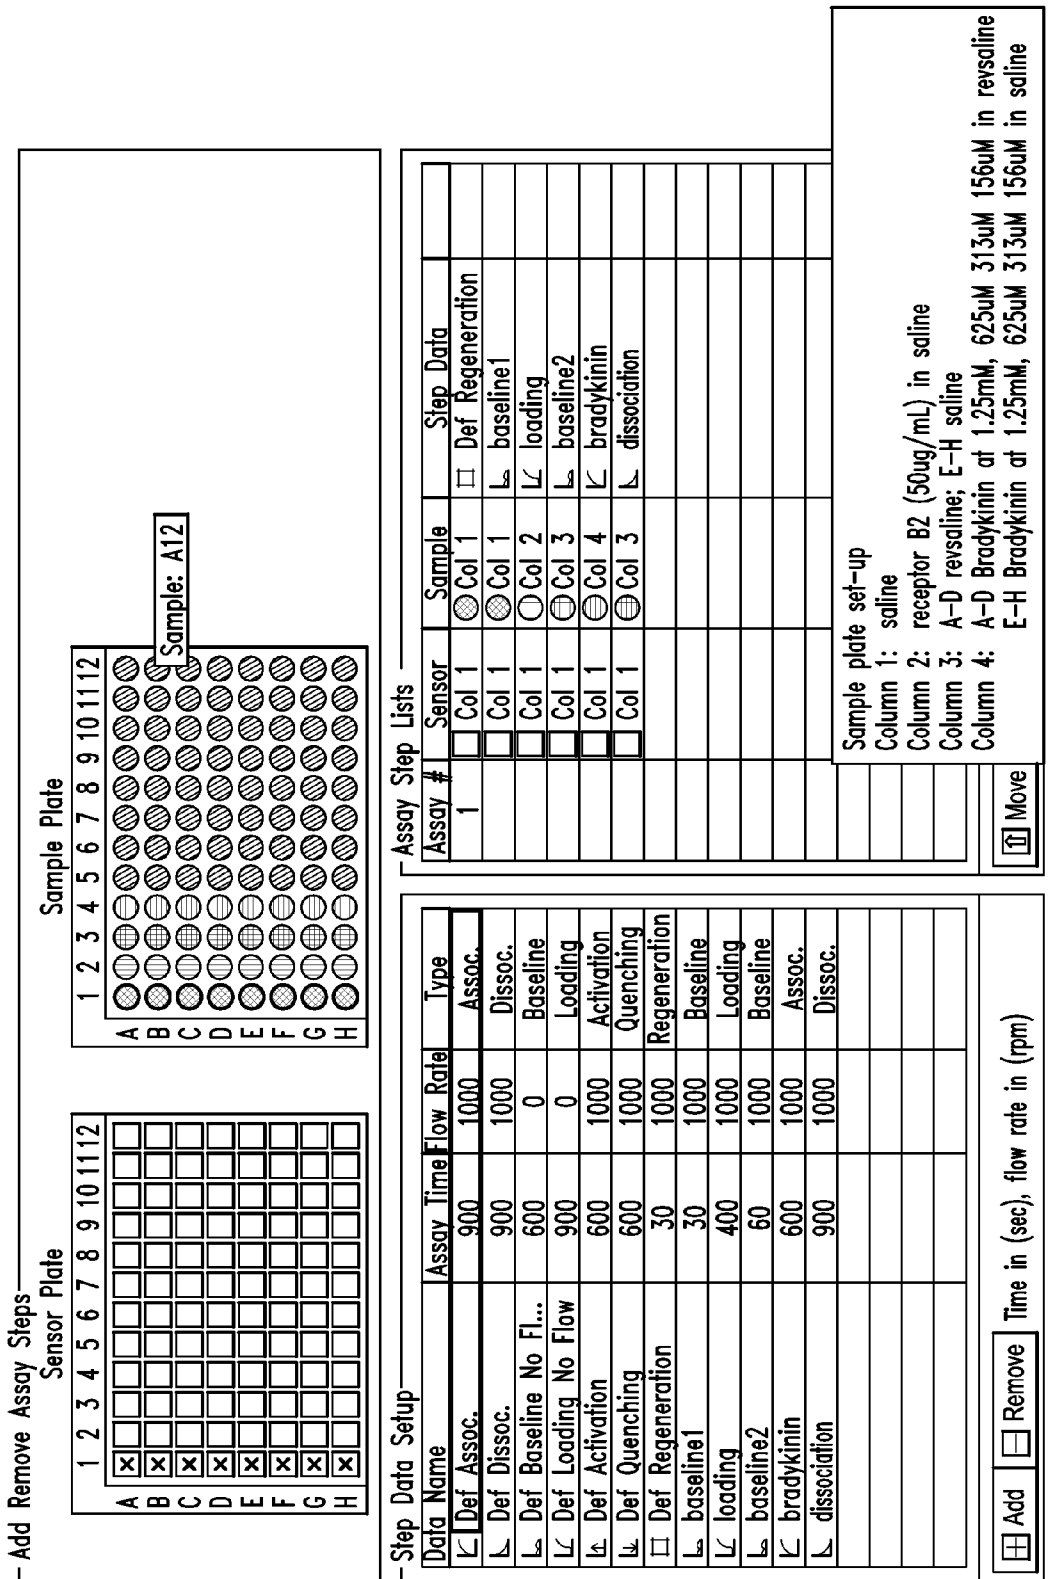 Add Remove Assay Steps
Sensor Plate
1 2 3 4 5 6 7 8 9 10 11 12
A
B
C
D
E
F
G
H
Sample Plate
1 2 3 4 5 6 7 8 9 10 11 12
A
B
C
D
E
F
G
H
Sample: A12
Step Data Setup
Data Name Assay Time Flow Rate Type
Def Assoc. 900 1000 Assoc.
Def Dissoc. 900 1000 Dissoc.
Def Baseline No Fl... 600 0 Baseline
Def Loading No Flow 900 0 Loading
Def Activation 600 1000 Activation
Def Quenching 600 1000 Quenching
Def Regeneration 30 1000 Regeneration
baseline1 30 1000 Baseline
loading 400 1000 Loading
baseline2 60 1000 Baseline
bradykinin 600 1000 Assoc.
dissociation 900 1000 Dissoc.
Add Remove Time in (sec), flow rate in (rpm)
Assay Step Lists
Assay # Sensor Sample Step Data
1 Col 1 Col 1 Def Regeneration
Col 1 Col 1 baseline1
Col 1 Col 2 loading
Col 1 Col 3 baseline2
Col 1 Col 4 bradykinin
Col 1 Col 3 dissociation
Move
Sample plate set-up
Column 1: saline
Column 2: receptor B2 (50ug/mL) in saline
Column 3: A-D revsaline; E-H saline
Column 4: A-D Bradykinin at 1.25mM, 625uM 313uM 156uM in revsaline
E-H Bradykinin at 1.25mM, 625uM 313uM 156uM in saline